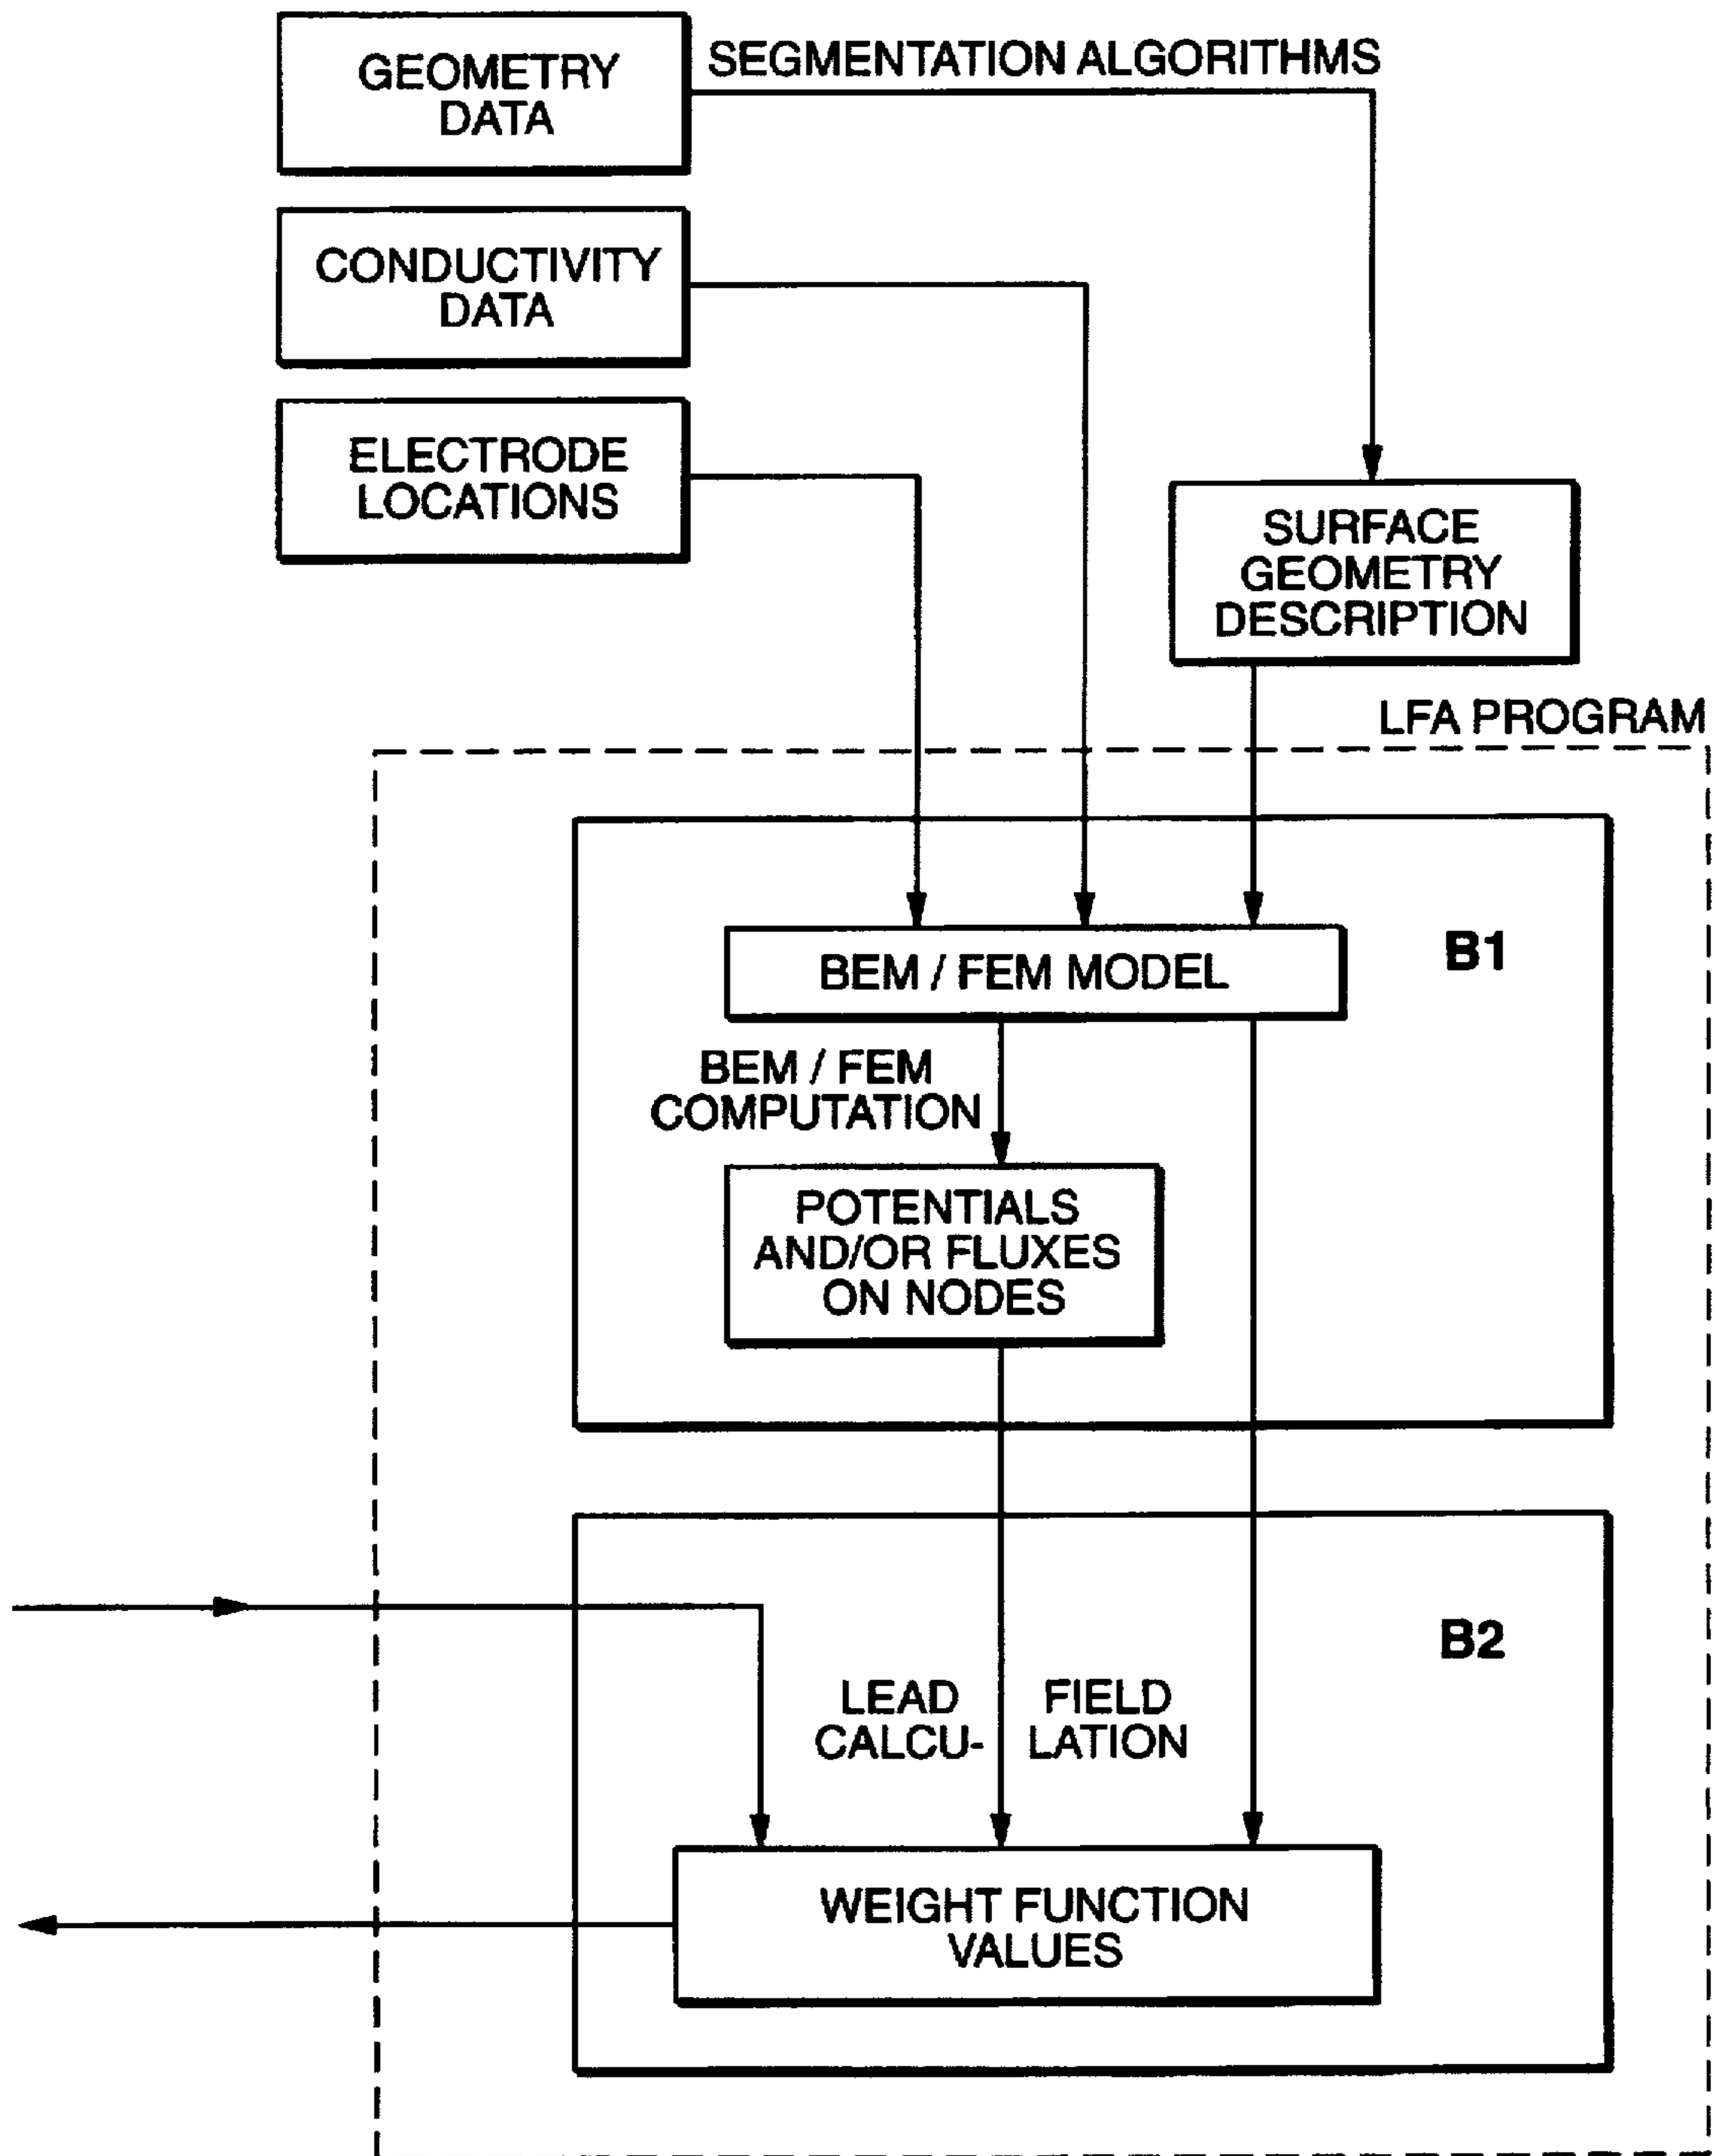 GEOMETRY
DATA
SEGMENTATION ALGORITHMS
CONDUCTIVITY
DATA
ELECTRODE
LOCATIONS
SURFACE
GEOMETRY
DESCRIPTION
LFA PROGRAM
B1
BEM / FEM MODEL
BEM / FEM
COMPUTATION
POTENTIALS
AND/OR FLUXES
ON NODES
B2
LEAD FIELD
CALCU- LATION
WEIGHT FUNCTION
VALUES